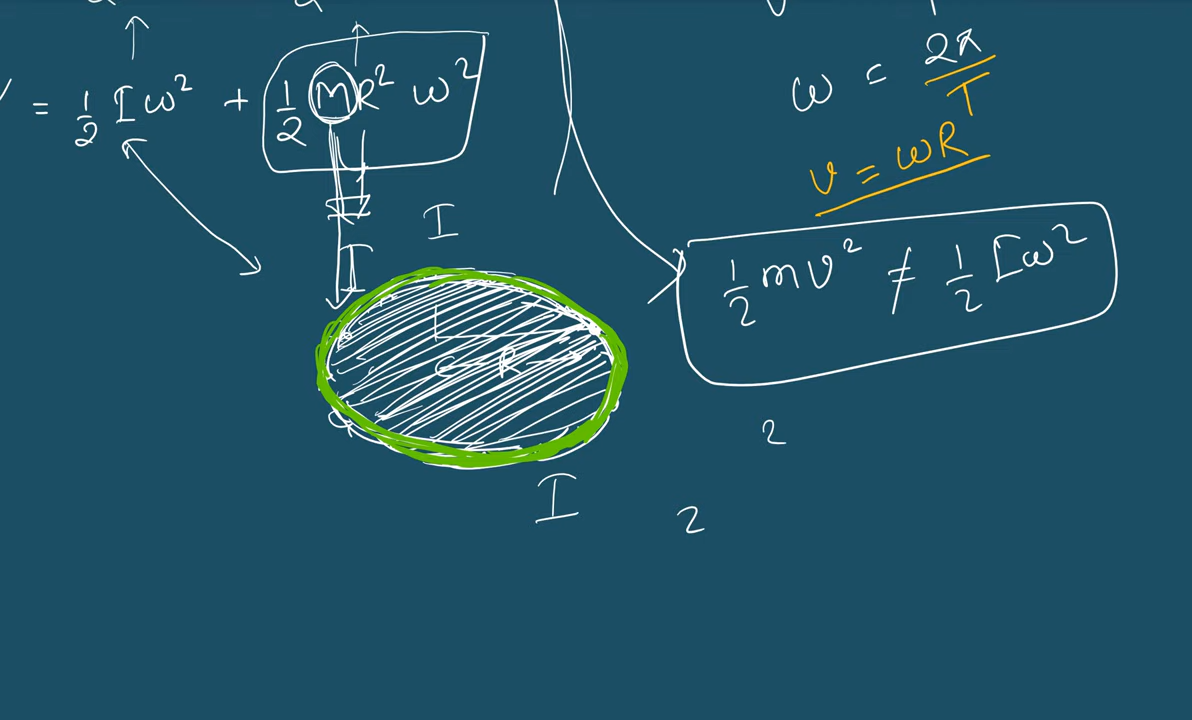 = 1/2 Iω² + 1/2 MR² ω²
ω = 2π/T
v = ωR
1/2 mv² ≠ 1/2 Iω²
I
I
C R
I
2
2